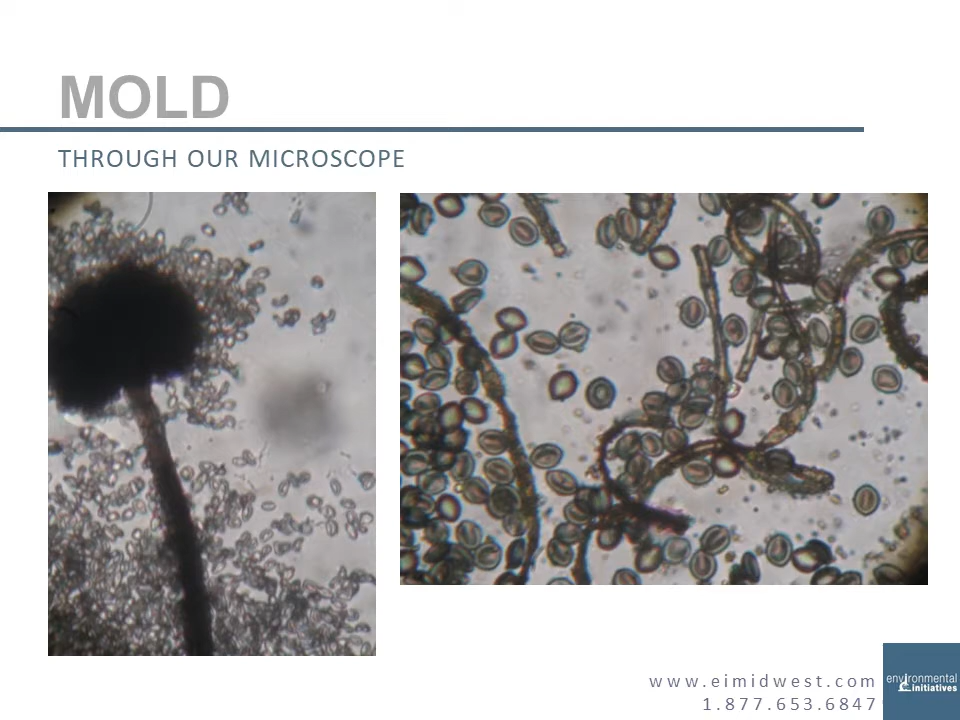 MOLD
THROUGH OUR MICROSCOPE
www.eimidwest.com
1.877.653.6847
environmental
initiatives